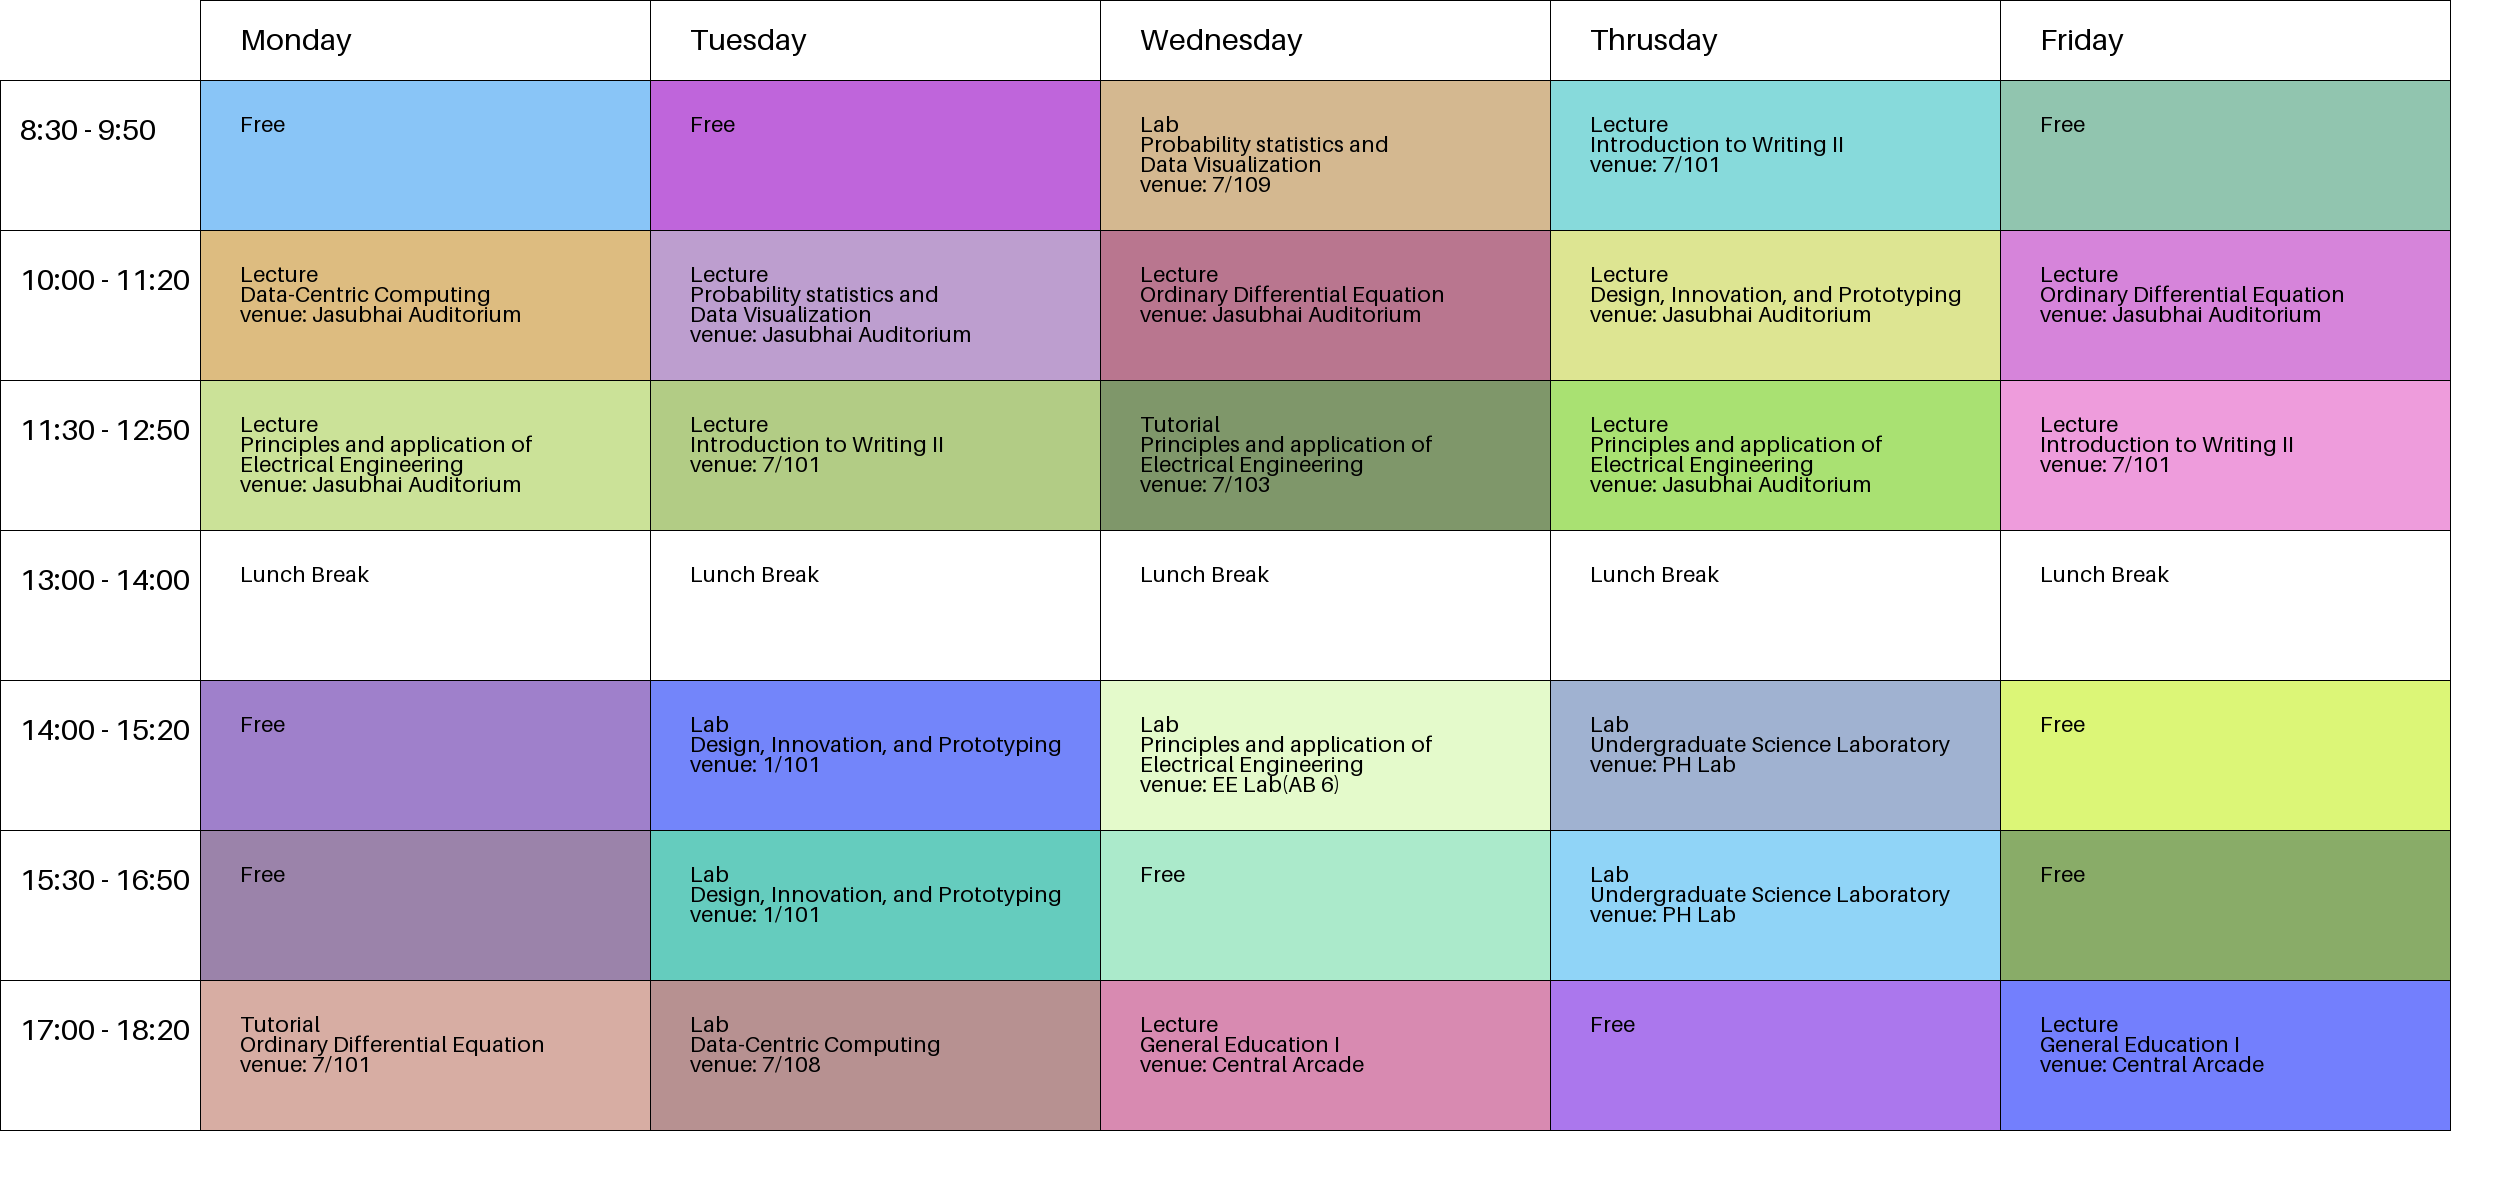 Monday
Tuesday
Wednesday
Thrusday
Friday
8:30 - 9:50
Free
Free
Lab
Probability statistics and
Data Visualization
venue: 7/109
Lecture
Introduction to Writing II
venue: 7/101
Free
10:00 - 11:20
Lecture
Data-Centric Computing
venue: Jasubhai Auditorium
Lecture
Probability statistics and
Data Visualization
venue: Jasubhai Auditorium
Lecture
Ordinary Differential Equation
venue: Jasubhai Auditorium
Lecture
Design, Innovation, and Prototyping
venue: Jasubhai Auditorium
Lecture
Ordinary Differential Equation
venue: Jasubhai Auditorium
11:30 - 12:50
Lecture
Principles and application of
Electrical Engineering
venue: Jasubhai Auditorium
Lecture
Introduction to Writing II
venue: 7/101
Tutorial
Principles and application of
Electrical Engineering
venue: 7/103
Lecture
Principles and application of
Electrical Engineering
venue: Jasubhai Auditorium
Lecture
Introduction to Writing II
venue: 7/101
13:00 - 14:00
Lunch Break
Lunch Break
Lunch Break
Lunch Break
Lunch Break
14:00 - 15:20
Free
Lab
Design, Innovation, and Prototyping
venue: 1/101
Lab
Principles and application of
Electrical Engineering
venue: EE Lab(AB 6)
Lab
Undergraduate Science Laboratory
venue: PH Lab
Free
15:30 - 16:50
Free
Lab
Design, Innovation, and Prototyping
venue: 1/101
Free
Lab
Undergraduate Science Laboratory
venue: PH Lab
Free
17:00 - 18:20
Tutorial
Ordinary Differential Equation
venue: 7/101
Lab
Data-Centric Computing
venue: 7/108
Lecture
General Education I
venue: Central Arcade
Free
Lecture
General Education I
venue: Central Arcade